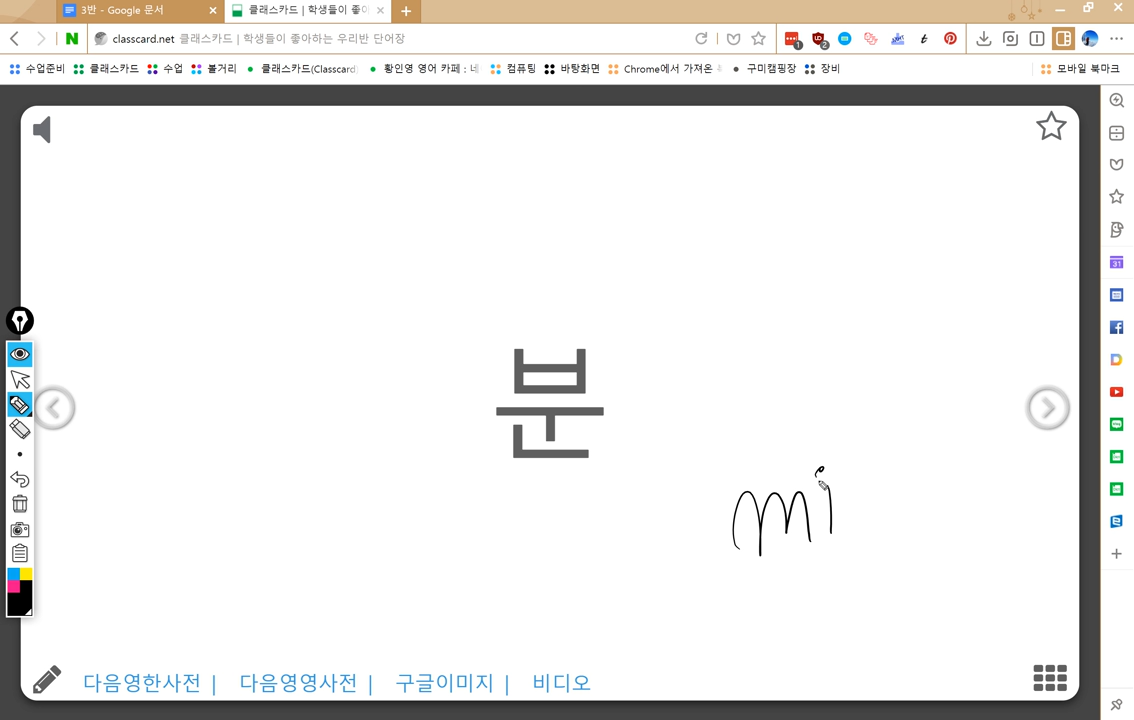 3반 - Google 문서
클래스카드 | 학생들이 좋아
classcard.net 클래스카드 | 학생들이 좋아하는 우리반 단어장
1
2
t
수업준비 클래스카드 수업 볼거리 클래스카드(Classcard) 황인영 영어 카페 : 네 컴퓨팅 바탕화면 Chrome에서 가져온 구미캠핑장 장비 모바일 북마크
31
분
mi
다음영한사전 | 다음영영사전 | 구글이미지 | 비디오